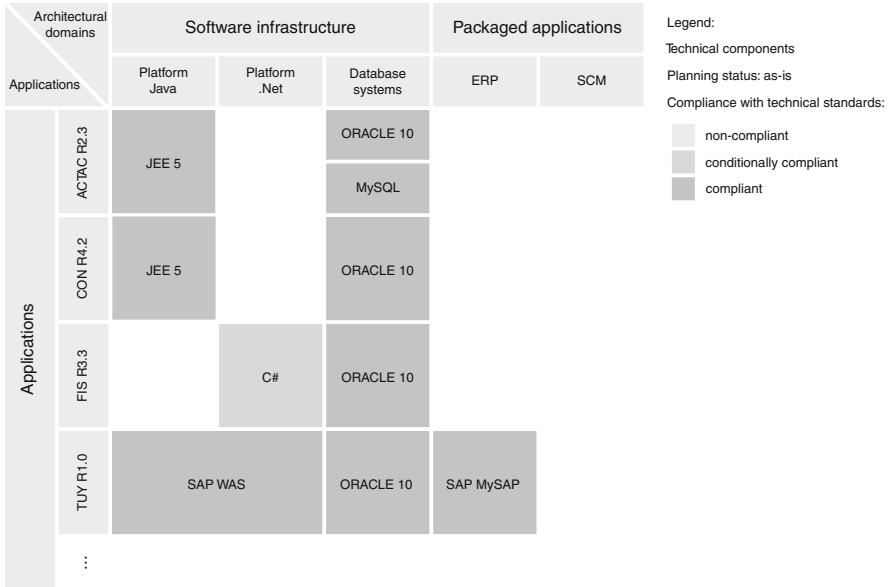 Architectural
domains
Applications
Software infrastructure
Packaged applications
Platform
Java
Platform
.Net
Database
systems
ERP
SCM
Applications
ACTAC R2.3
JEE 5
ORACLE 10
MySQL
CON R4.2
JEE 5
ORACLE 10
FIS R3.3
C#
ORACLE 10
TUY R1.0
SAP WAS
ORACLE 10
SAP MySAP
...
Legend:
Technical components
Planning status: as-is
Compliance with technical standards:
non-compliant
conditionally compliant
compliant